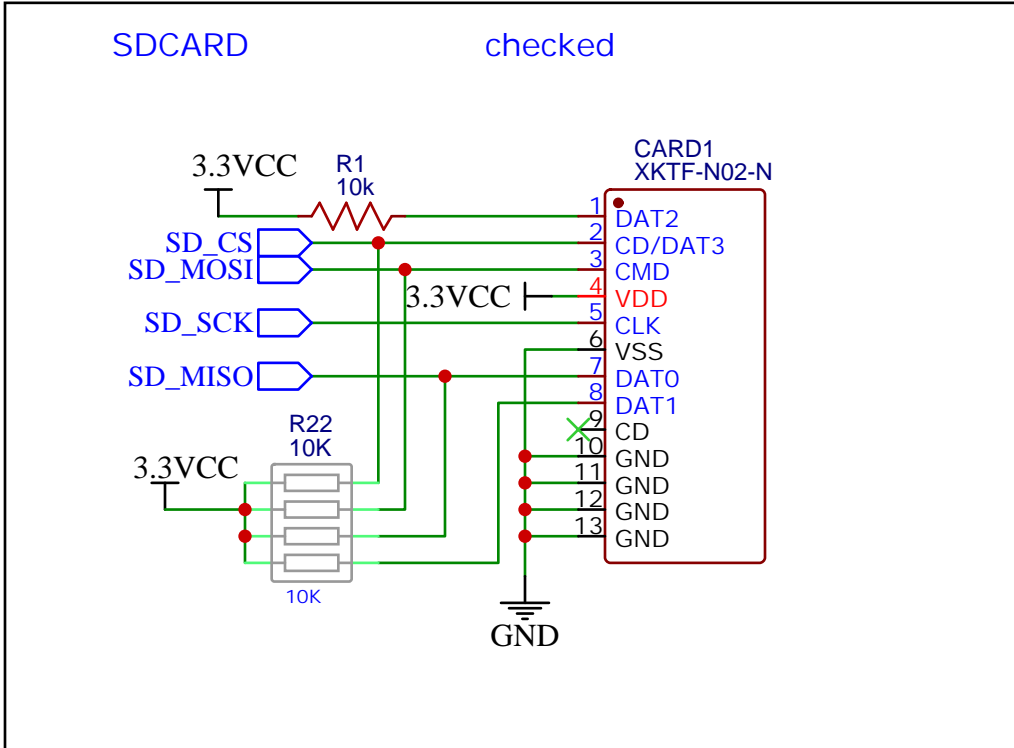 SDCARD checked
CARD1
XKTF-N02-N
3.3VCC
R1
10k
1 DAT2
SD_CS
2 CD/DAT3
SD_MOSI
3 CMD
3.3VCC
4 VDD
SD_SCK
5 CLK
6 VSS
SD_MISO
7 DAT0
8 DAT1
R22
10K
9 CD
3.3VCC
10 GND
11 GND
12 GND
13 GND
10K
GND